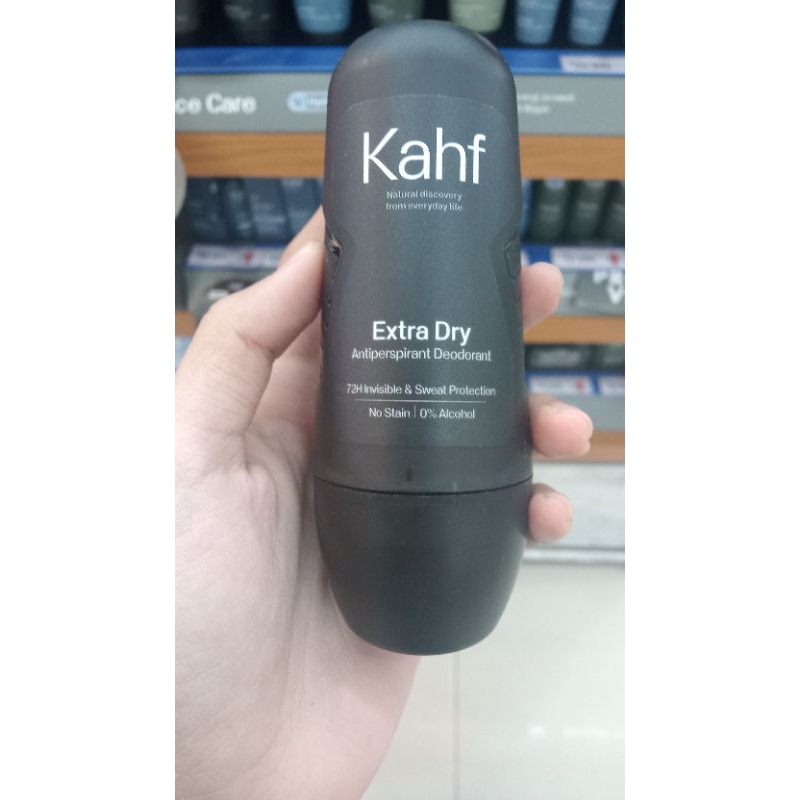 ce Care
Kahf
Natural discovery
from everyday life
Extra Dry
Antiperspirant Deodorant
72H Invisible & Sweat Protection
No Stain | 0% Alcohol